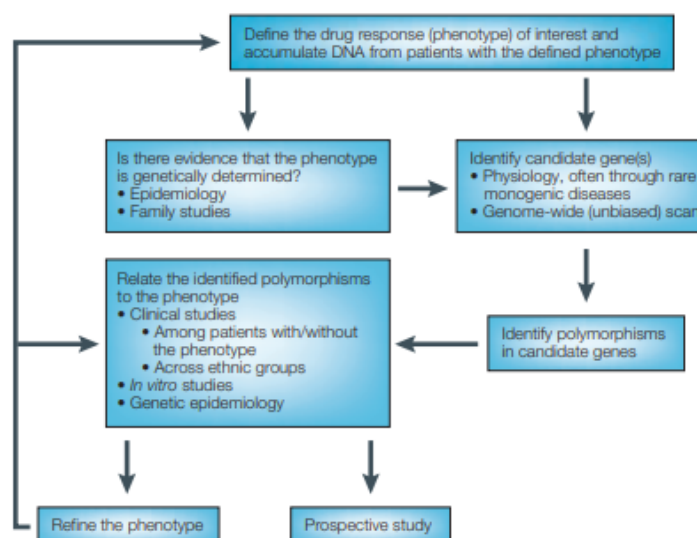 Define the drug response (phenotype) of interest and
accumulate DNA from patients with the defined phenotype
Is there evidence that the phenotype
is genetically determined?
• Epidemiology
• Family studies
Identify candidate gene(s)
• Physiology, often through rare
monogenic diseases
• Genome-wide (unbiased) scan
Relate the identified polymorphisms
to the phenotype
• Clinical studies
• Among patients with/without
the phenotype
• Across ethnic groups
• In vitro studies
• Genetic epidemiology
Identify polymorphisms
in candidate genes
Refine the phenotype
Prospective study